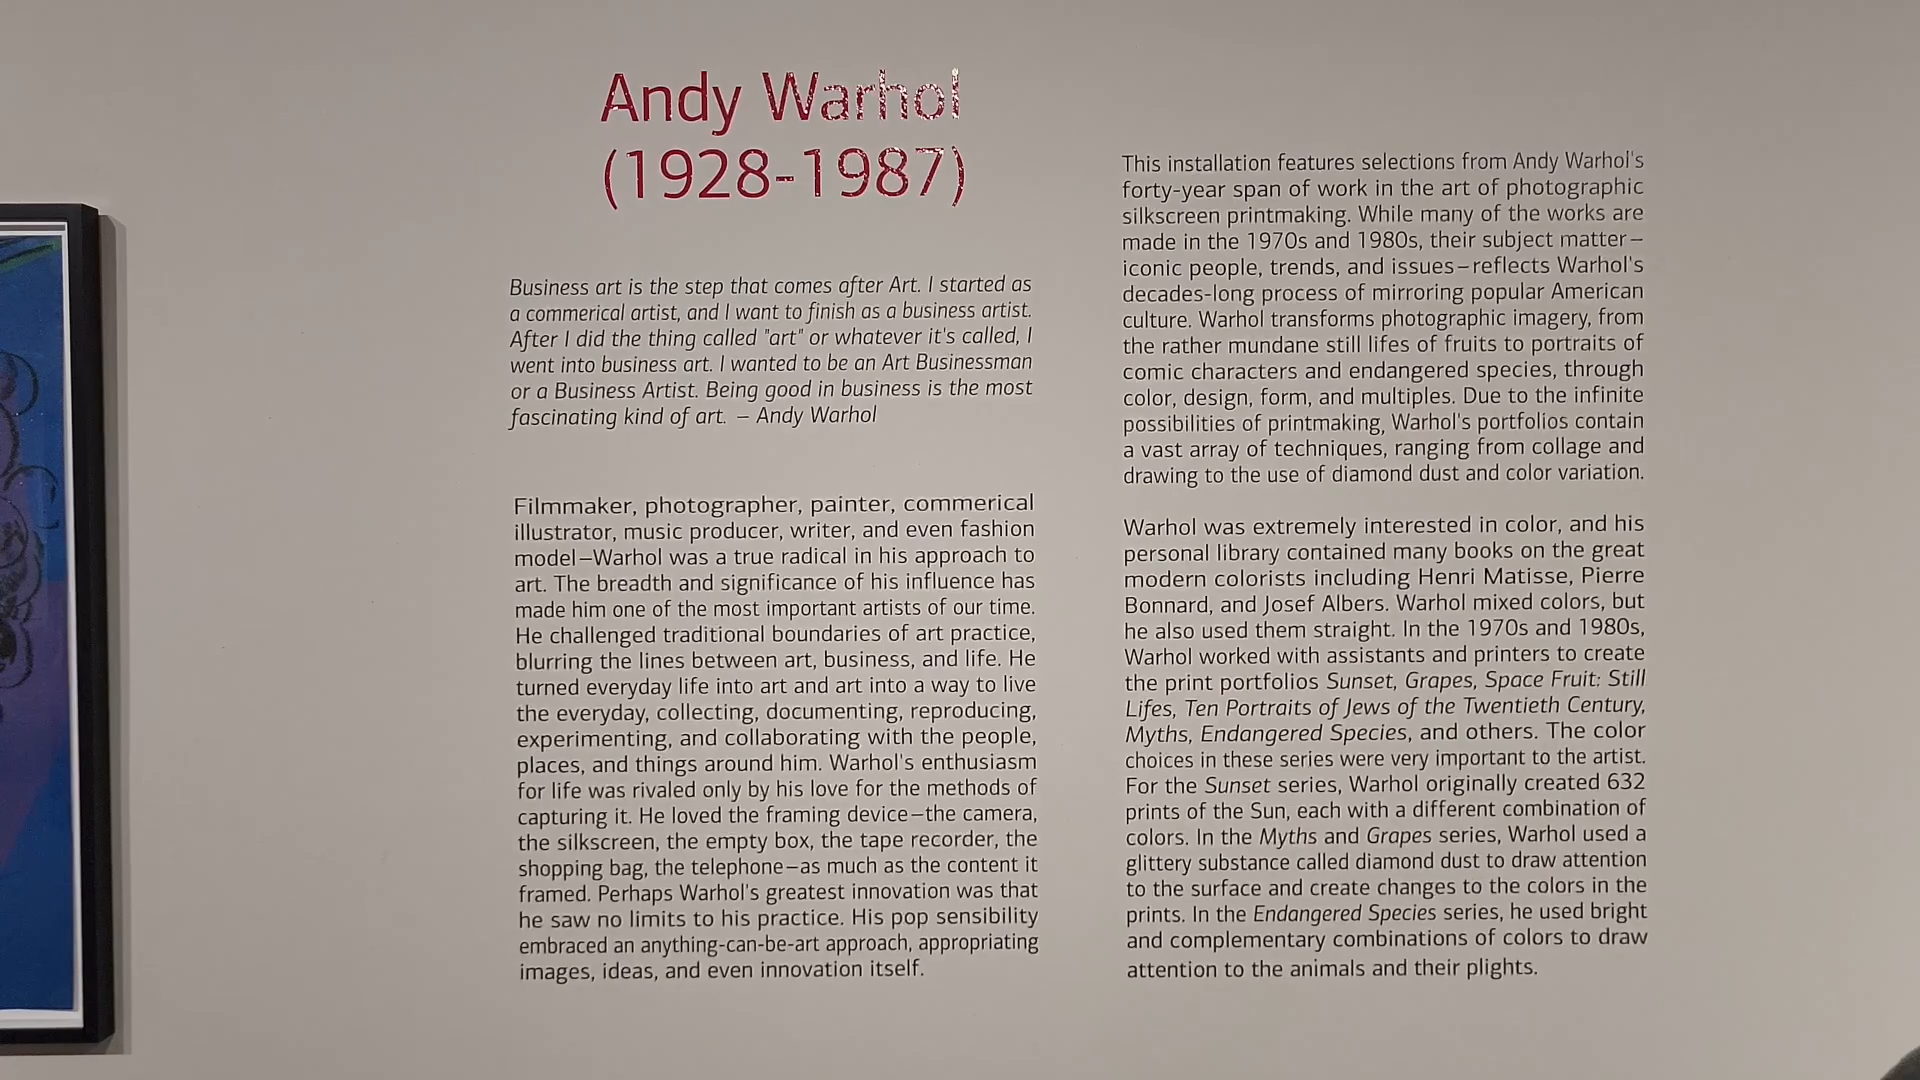 Andy Warhol
(1928-1987)
Business art is the step that comes after Art. I started as
a commerical artist, and I want to finish as a business artist.
After I did the thing called "art" or whatever it's called, I
went into business art. I wanted to be an Art Businessman
or a Business Artist. Being good in business is the most
fascinating kind of art. – Andy Warhol
Filmmaker, photographer, painter, commerical
illustrator, music producer, writer, and even fashion
model–Warhol was a true radical in his approach to
art. The breadth and significance of his influence has
made him one of the most important artists of our time.
He challenged traditional boundaries of art practice,
blurring the lines between art, business, and life. He
turned everyday life into art and art into a way to live
the everyday, collecting, documenting, reproducing,
experimenting, and collaborating with the people,
places, and things around him. Warhol's enthusiasm
for life was rivaled only by his love for the methods of
capturing it. He loved the framing device–the camera,
the silkscreen, the empty box, the tape recorder, the
shopping bag, the telephone–as much as the content it
framed. Perhaps Warhol's greatest innovation was that
he saw no limits to his practice. His pop sensibility
embraced an anything-can-be-art approach, appropriating
images, ideas, and even innovation itself.
This installation features selections from Andy Warhol's
forty-year span of work in the art of photographic
silkscreen printmaking. While many of the works are
made in the 1970s and 1980s, their subject matter–
iconic people, trends, and issues–reflects Warhol's
decades-long process of mirroring popular American
culture. Warhol transforms photographic imagery, from
the rather mundane still lifes of fruits to portraits of
comic characters and endangered species, through
color, design, form, and multiples. Due to the infinite
possibilities of printmaking, Warhol's portfolios contain
a vast array of techniques, ranging from collage and
drawing to the use of diamond dust and color variation.
Warhol was extremely interested in color, and his
personal library contained many books on the great
modern colorists including Henri Matisse, Pierre
Bonnard, and Josef Albers. Warhol mixed colors, but
he also used them straight. In the 1970s and 1980s,
Warhol worked with assistants and printers to create
the print portfolios Sunset, Grapes, Space Fruit: Still
Lifes, Ten Portraits of Jews of the Twentieth Century,
Myths, Endangered Species, and others. The color
choices in these series were very important to the artist.
For the Sunset series, Warhol originally created 632
prints of the Sun, each with a different combination of
colors. In the Myths and Grapes series, Warhol used a
glittery substance called diamond dust to draw attention
to the surface and create changes to the colors in the
prints. In the Endangered Species series, he used bright
and complementary combinations of colors to draw
attention to the animals and their plights.